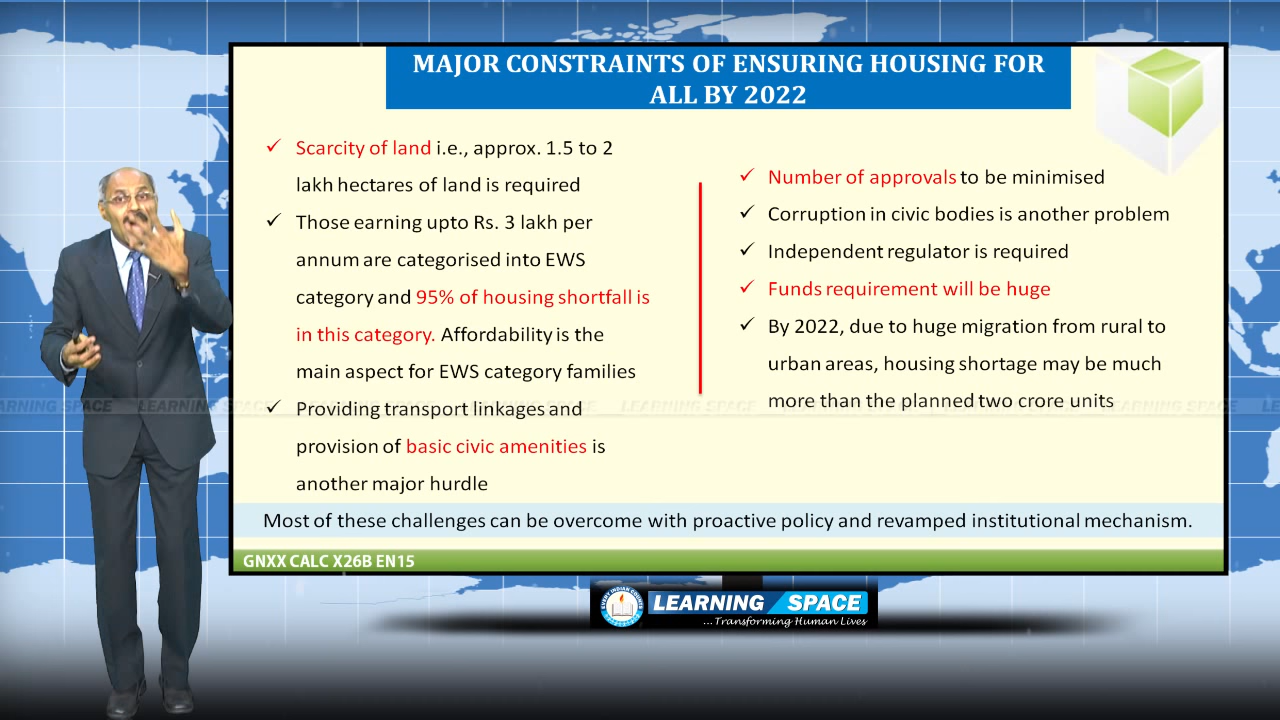 MAJOR CONSTRAINTS OF ENSURING HOUSING FOR
ALL BY 2022
Scarcity of land i.e., approx. 1.5 to 2
lakh hectares of land is required
Those earning upto Rs. 3 lakh per
annum are categorised into EWS
category and 95% of housing shortfall is
in this category. Affordability is the
main aspect for EWS category families
Providing transport linkages and
provision of basic civic amenities is
another major hurdle
Number of approvals to be minimised
Corruption in civic bodies is another problem
Independent regulator is required
Funds requirement will be huge
By 2022, due to huge migration from rural to
urban areas, housing shortage may be much
more than the planned two crore units
Most of these challenges can be overcome with proactive policy and revamped institutional mechanism.
GNXX CALC X26B EN15
LEARNING SPACE
...Transforming Human Lives